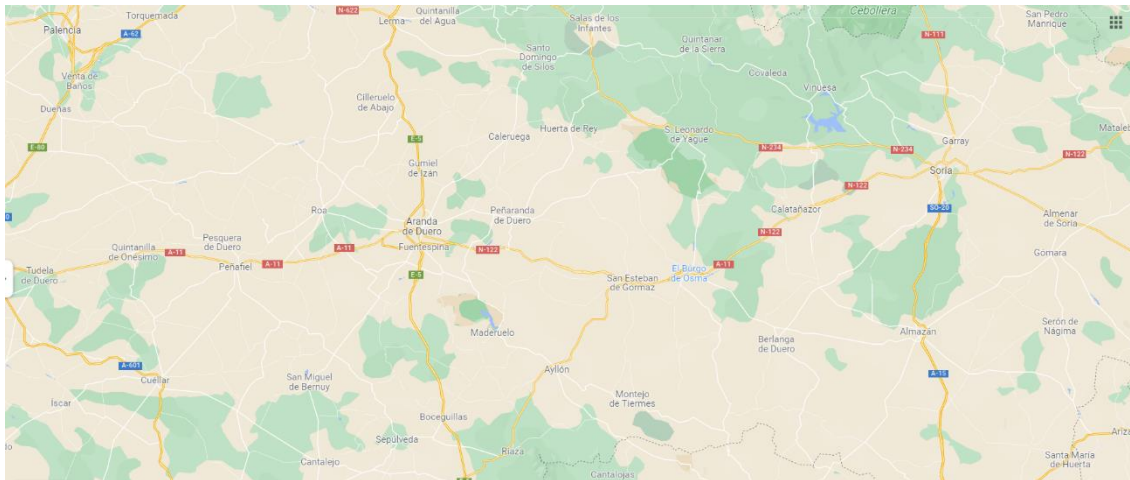 N-622
Quintanilla
del Agua
Torquemada
Lerma
Salas de los
Infantes
Cebollera
San Pedro
Manrique
Palencia
A-62
Santo
Domingo
de Silos
Quintanar
de la Sierra
N-111
Venta de
Baños
Covaleda
Vinuesa
Dueñas
Cilleruelo
de Abajo
Caleruega
Huerta de Rey
S. Leonardo
de Yagüe
E-80
E-5
N-234
N-234
Garray
N-122
Gumiel
de Izán
Soria
N-122
Roa
Peñaranda
de Duero
Calatañazor
SO-20
Aranda
de Duero
Almenar
de Soria
Pesquera
de Duero
Quintanilla
de Onésimo
A-11
A-11
Fuentespina
N-122
N-122
Gomara
Peñafiel
A-11
A-11
Tudela
de Duero
E-5
San Esteban
de Gormaz
El Burgo
de Osma
Maderuelo
Almazán
Serón de
Nágima
Berlanga
de Duero
A-601
Cuéllar
San Miguel
de Bernuy
Ayllón
A-15
Íscar
Montejo
de Tiermes
Boceguillas
Sepúlveda
Riaza
Cantalejo
Cantalojas
Santa María
de Huerta